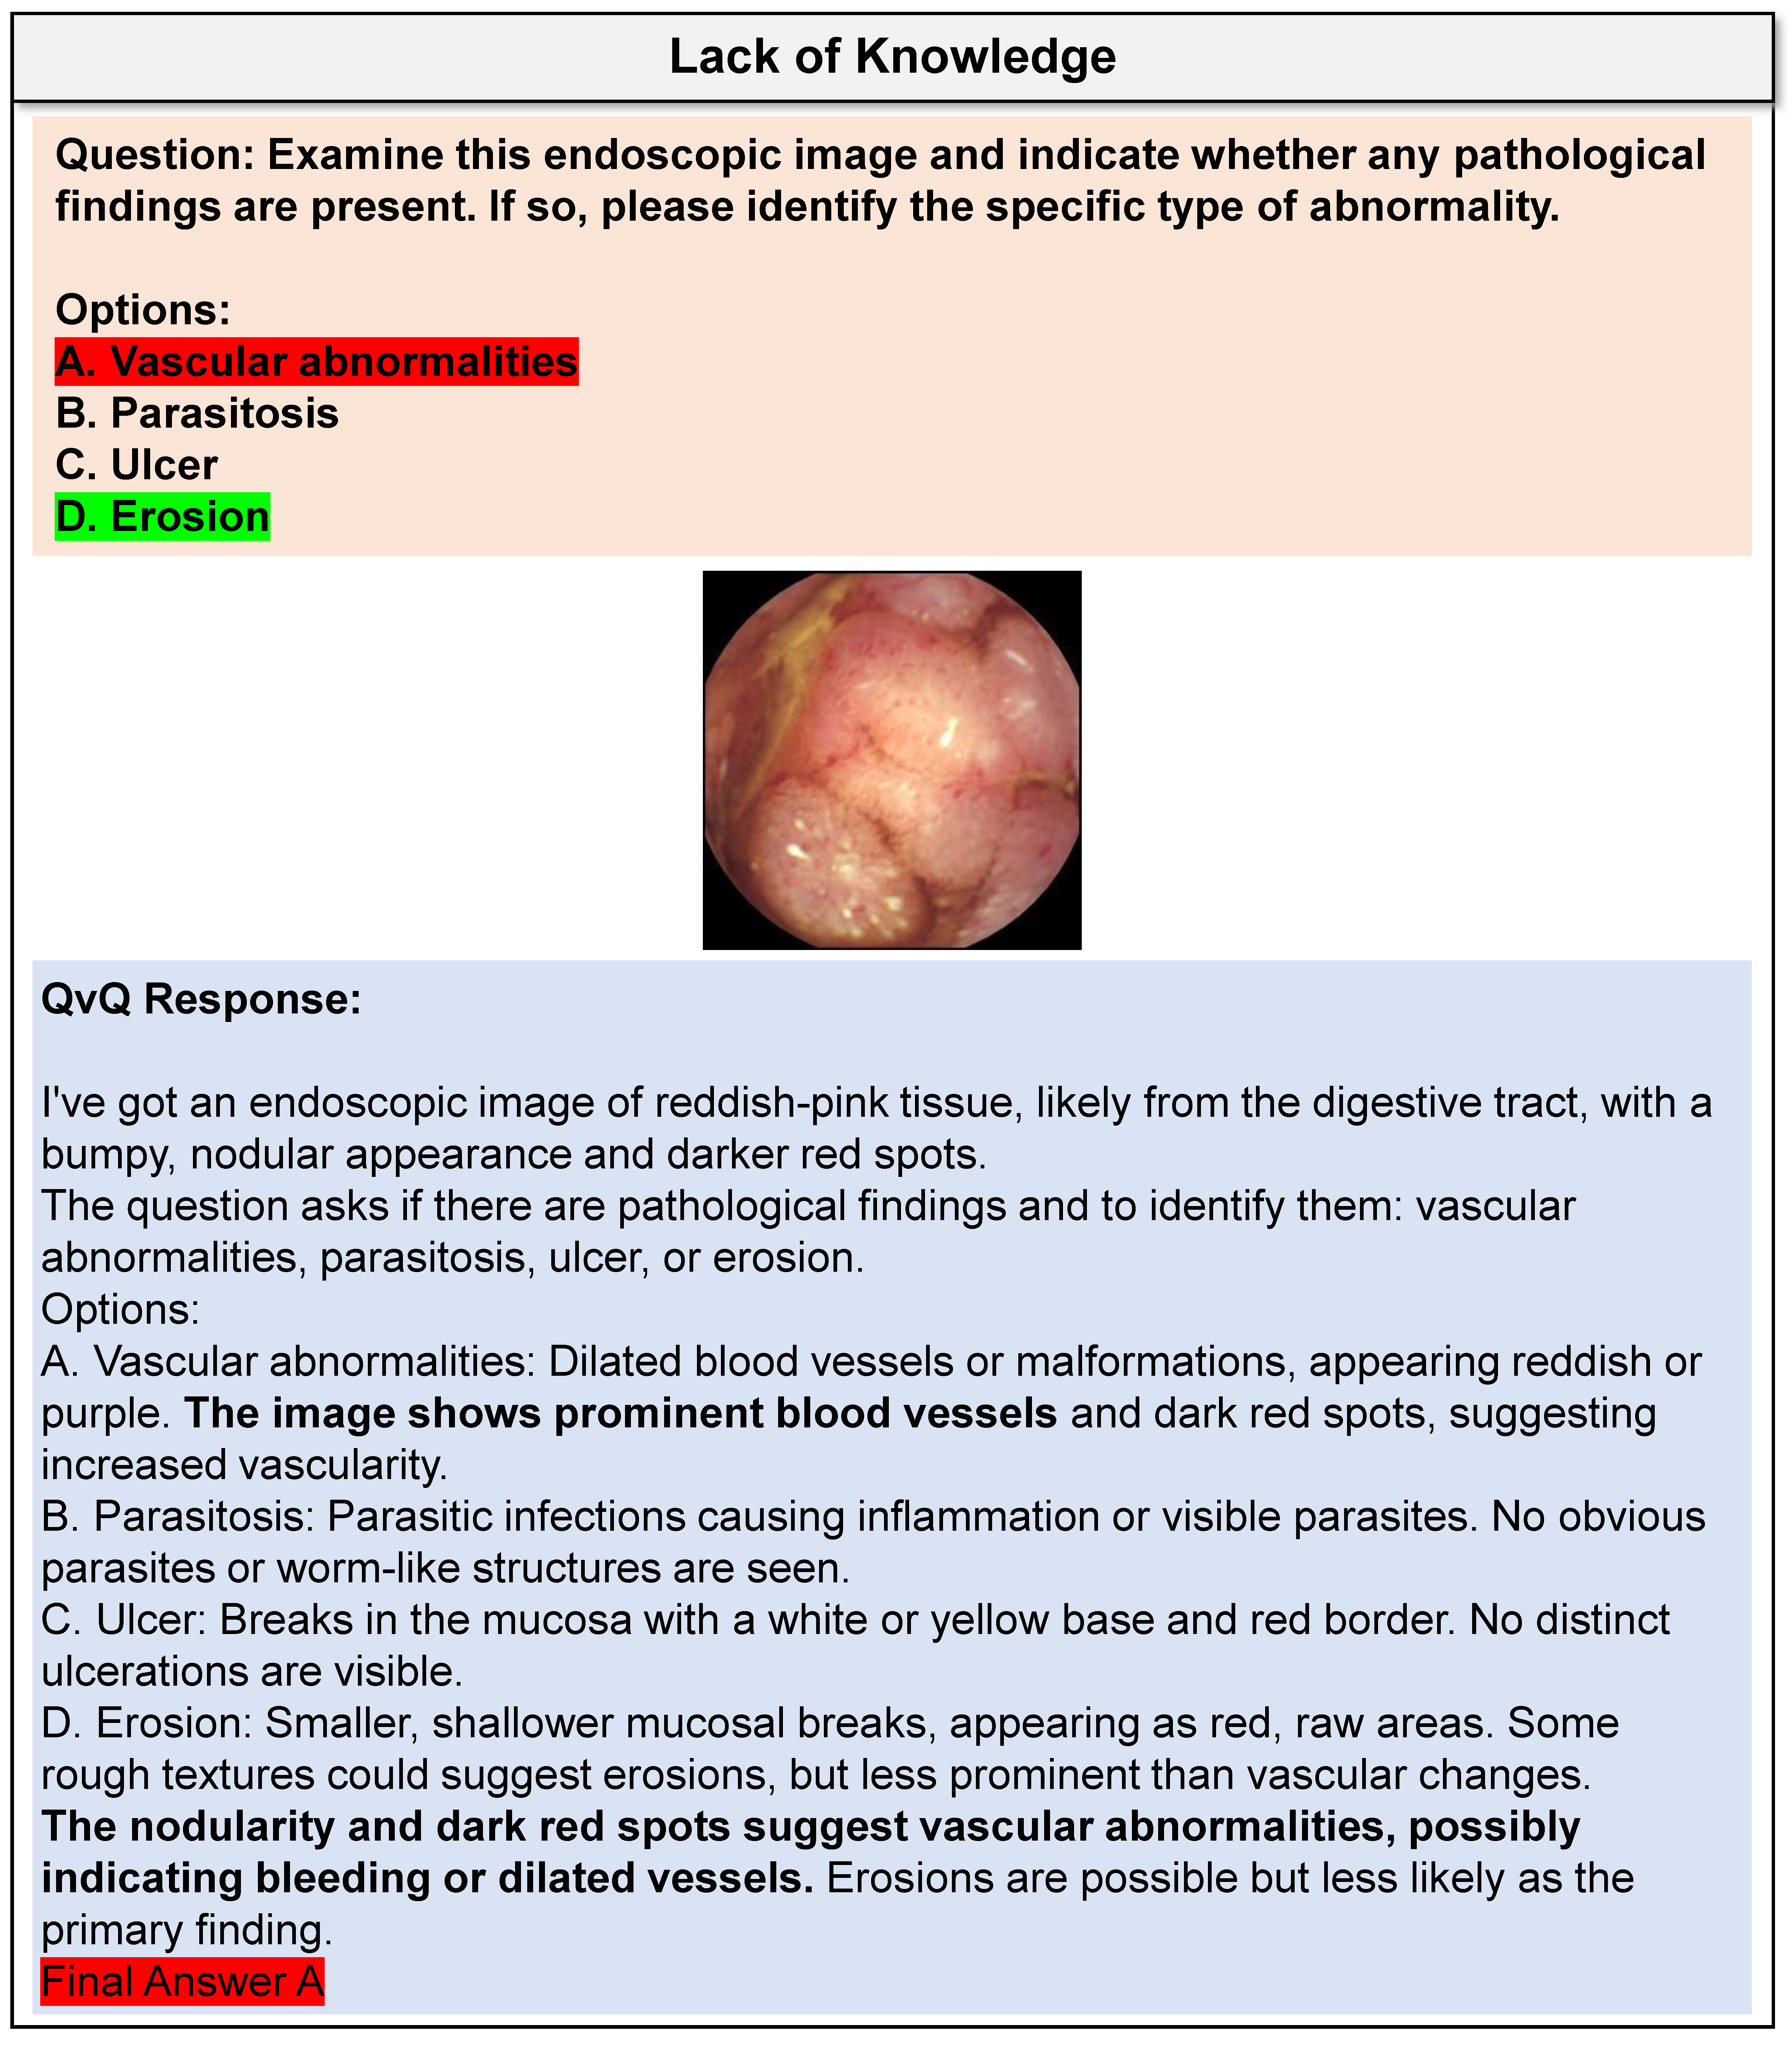 Lack of Knowledge
Question: Examine this endoscopic image and indicate whether any pathological
findings are present. If so, please identify the specific type of abnormality.
Options:
A. Vascular abnormalities
B. Parasitosis
C. Ulcer
D. Erosion
QvQ Response:
I've got an endoscopic image of reddish-pink tissue, likely from the digestive tract, with a
bumpy, nodular appearance and darker red spots.
The question asks if there are pathological findings and to identify them: vascular
abnormalities, parasitosis, ulcer, or erosion.
Options:
A. Vascular abnormalities: Dilated blood vessels or malformations, appearing reddish or
purple. The image shows prominent blood vessels and dark red spots, suggesting
increased vascularity.
B. Parasitosis: Parasitic infections causing inflammation or visible parasites. No obvious
parasites or worm-like structures are seen.
C. Ulcer: Breaks in the mucosa with a white or yellow base and red border. No distinct
ulcerations are visible.
D. Erosion: Smaller, shallower mucosal breaks, appearing as red, raw areas. Some
rough textures could suggest erosions, but less prominent than vascular changes.
The nodularity and dark red spots suggest vascular abnormalities, possibly
indicating bleeding or dilated vessels. Erosions are possible but less likely as the
primary finding.
Final Answer A